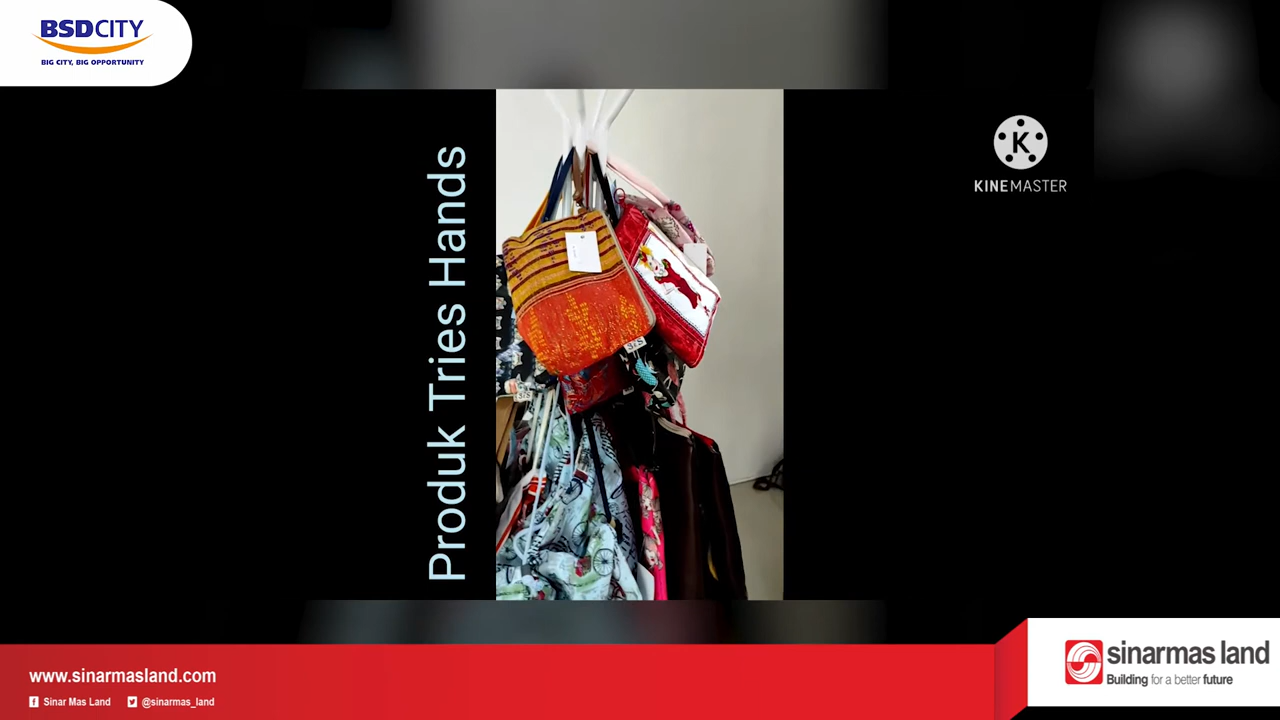 BSDCITY
BIG CITY, BIG OPPORTUNITY
K
KINEMASTER
Produk Tries Hands
S&S
www.sinarmasland.com
Sinar Mas Land @sinarmas_land
sinarmas land
Building for a better future